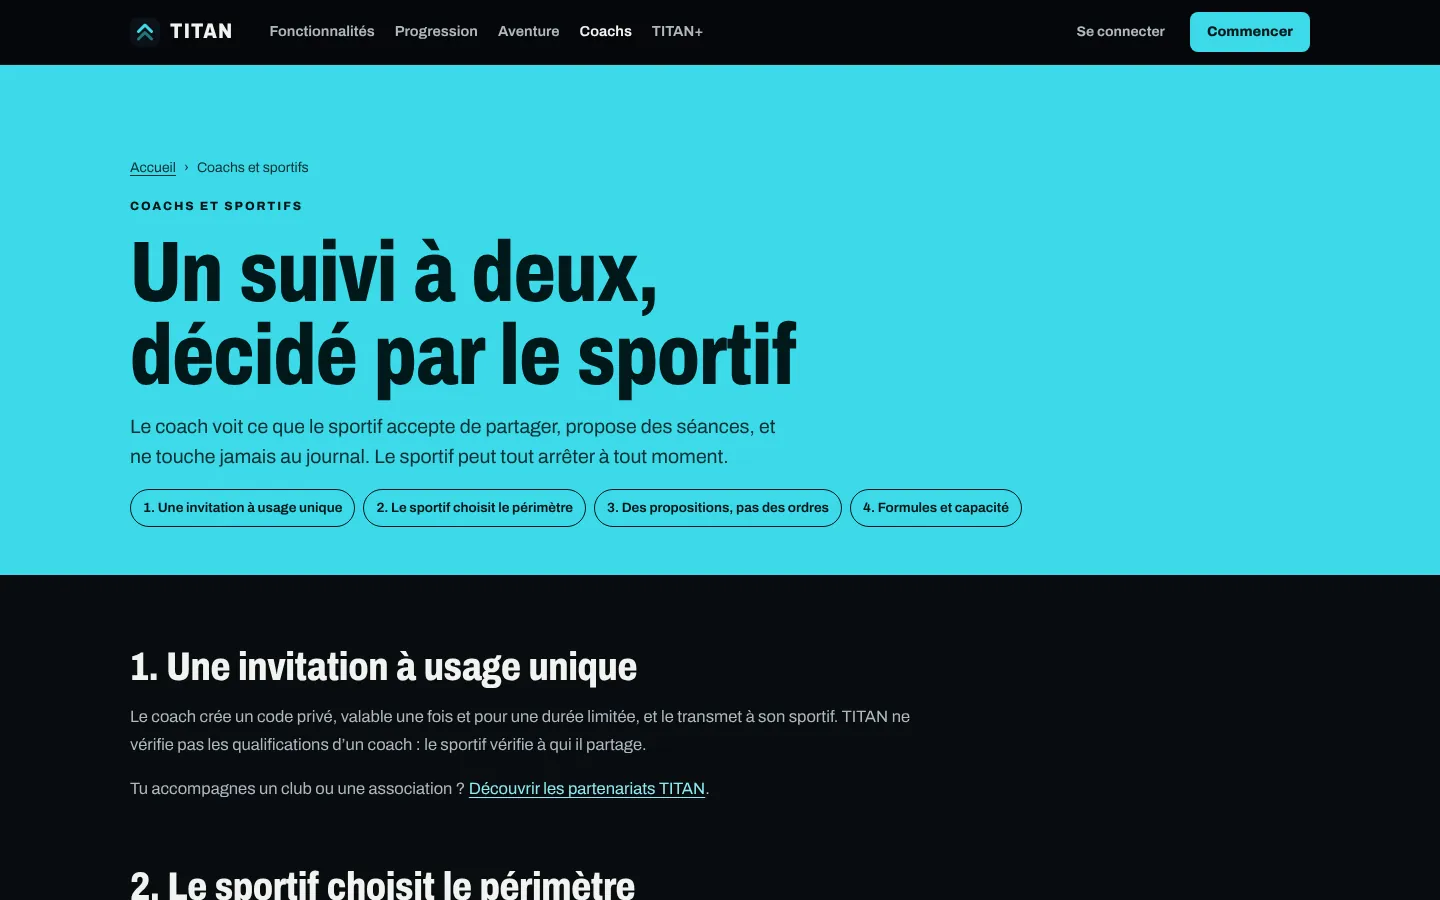 TITAN
Fonctionnalités
Progression
Aventure
Coachs
TITAN+
Se connecter
Commencer
Accueil › Coachs et sportifs
COACHS ET SPORTIFS
Un suivi à deux,
décidé par le sportif
Le coach voit ce que le sportif accepte de partager, propose des séances, et
ne touche jamais au journal. Le sportif peut tout arrêter à tout moment.
1. Une invitation à usage unique
2. Le sportif choisit le périmètre
3. Des propositions, pas des ordres
4. Formules et capacité
1. Une invitation à usage unique
Le coach crée un code privé, valable une fois et pour une durée limitée, et le transmet à son sportif. TITAN ne
vérifie pas les qualifications d’un coach : le sportif vérifie à qui il partage.
Tu accompagnes un club ou une association ? Découvrir les partenariats TITAN.
2. Le sportif choisit le périmètre